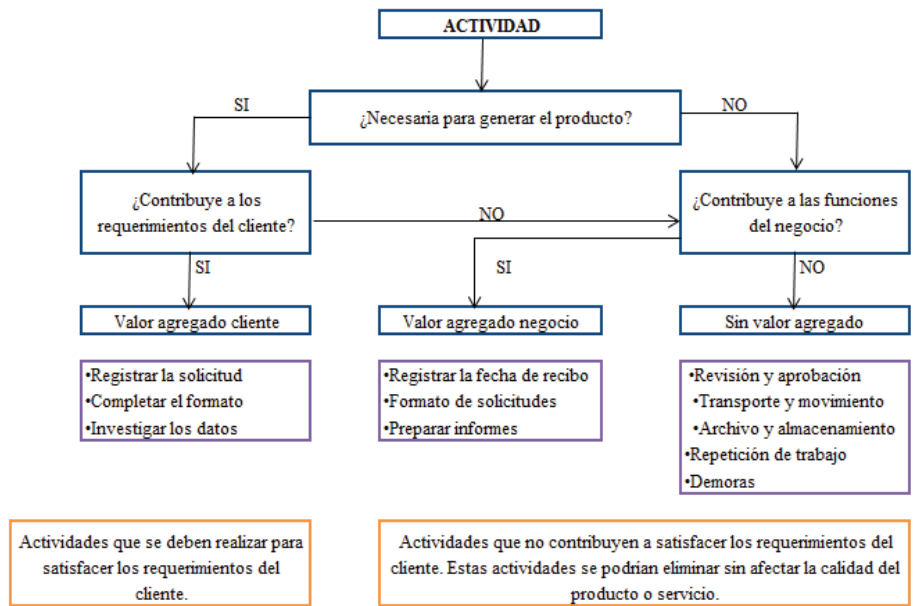 ACTIVIDAD
SI
¿Necesaria para generar el producto?
NO
¿Contribuye a los
requerimientos del cliente?
NO
¿Contribuye a las funciones
del negocio?
SI
SI
NO
Valor agregado cliente
Valor agregado negocio
Sin valor agregado
•Registrar la solicitud
•Completar el formato
•Investigar los datos
•Registrar la fecha de recibo
•Formato de solicitudes
•Preparar informes
•Revisión y aprobación
•Transporte y movimiento
•Archivo y almacenamiento
•Repetición de trabajo
•Demoras
Actividades que se deben realizar para
satisfacer los requerimientos del
cliente.
Actividades que no contribuyen a satisfacer los requerimientos del
cliente. Estas actividades se podrían eliminar sin afectar la calidad del
producto o servicio.